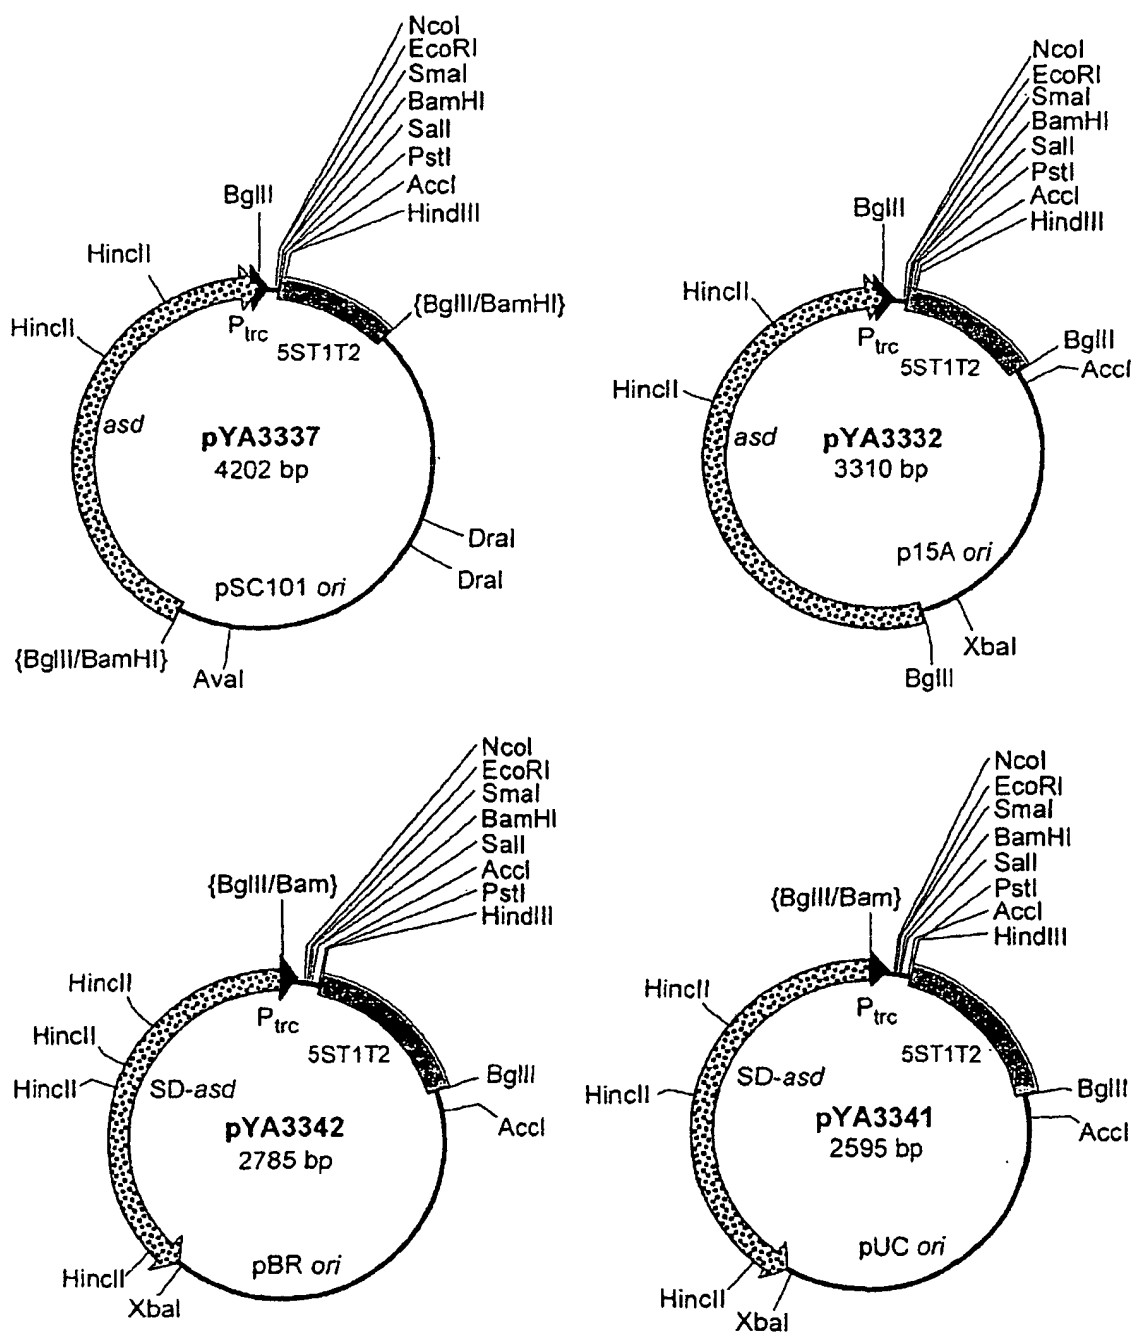 NcoI
EcoRI
SmaI
BamHI
SalI
PstI
AccI
HindIII
BglII
HincII
HincII
{BglII/BamHI}
Ptrc
5ST1T2
asd
pYA3337
4202 bp
DraI
DraI
pSC101 ori
{BglII/BamHI}
AvaI
NcoI
EcoRI
SmaI
BamHI
SalI
PstI
AccI
HindIII
BglII
HincII
Ptrc
5ST1T2
BglII
AccI
HincII
asd
pYA3332
3310 bp
p15A ori
XbaI
BglII
NcoI
EcoRI
SmaI
BamHI
SalI
AccI
PstI
HindIII
{BglII/Bam}
HincII
Ptrc
HincII
5ST1T2
HincII
SD-asd
BglII
AccI
pYA3342
2785 bp
pBR ori
HincII
XbaI
NcoI
EcoRI
SmaI
BamHI
SalI
PstI
AccI
HindIII
{BglII/Bam}
HincII
Ptrc
5ST1T2
HincII
SD-asd
BglII
AccI
pYA3341
2595 bp
pUC ori
HincII
XbaI